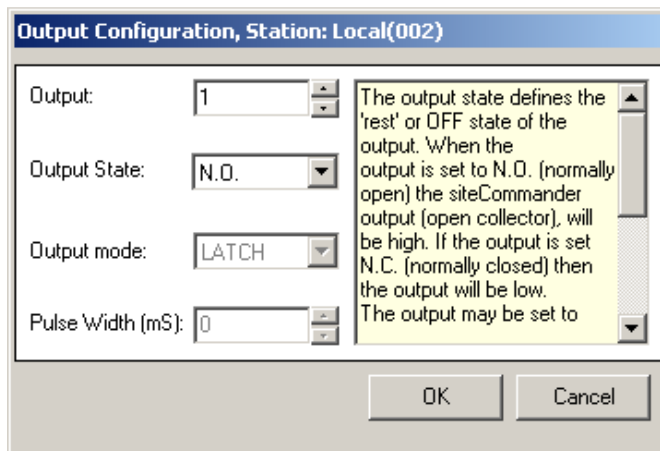 Output Configuration, Station: Local(002)
Output:
1
Output State:
N.O.
Output mode:
LATCH
Pulse Width (mS):
0
The output state defines the
'rest' or OFF state of the
output. When the
output is set to N.O. (normally
open) the siteCommander
output (open collector), will
be high. If the output is set
N.C. (normally closed) then
the output will be low.
The output may be set to
OK
Cancel